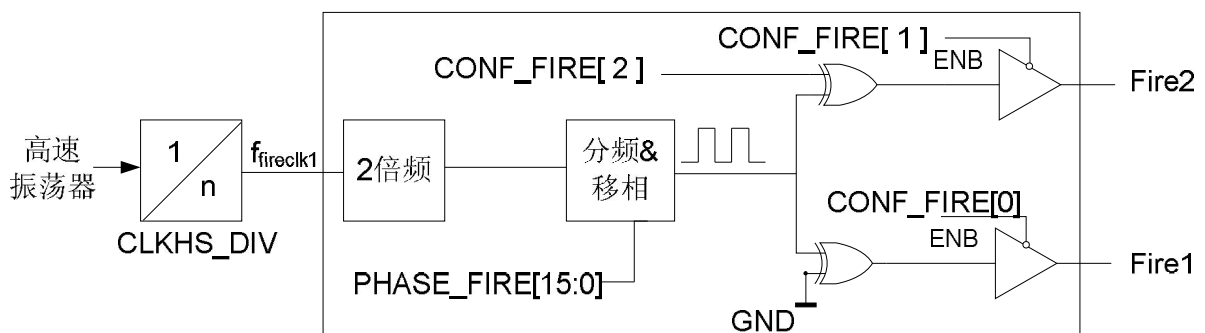 CONF_FIRE[ 1 ]
CONF_FIRE[ 2 ]
ENB
Fire2
高速
振荡器
1
n
f
fireclk1
2倍频
分频&
移相
CLKHS_DIV
CONF_FIRE[0]
ENB
PHASE_FIRE[15:0]
Fire1
GND